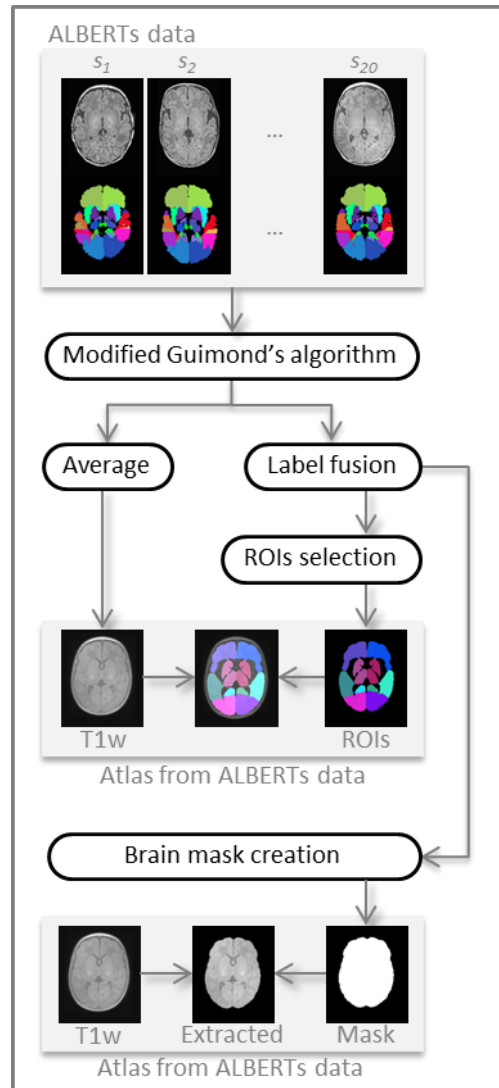 ALBERTs data
s1 s2 s20
...
...
Modified Guimond's algorithm
Average Label fusion
ROIs selection
T1w ROIs
Atlas from ALBERTs data
Brain mask creation
T1w Extracted Mask
Atlas from ALBERTs data